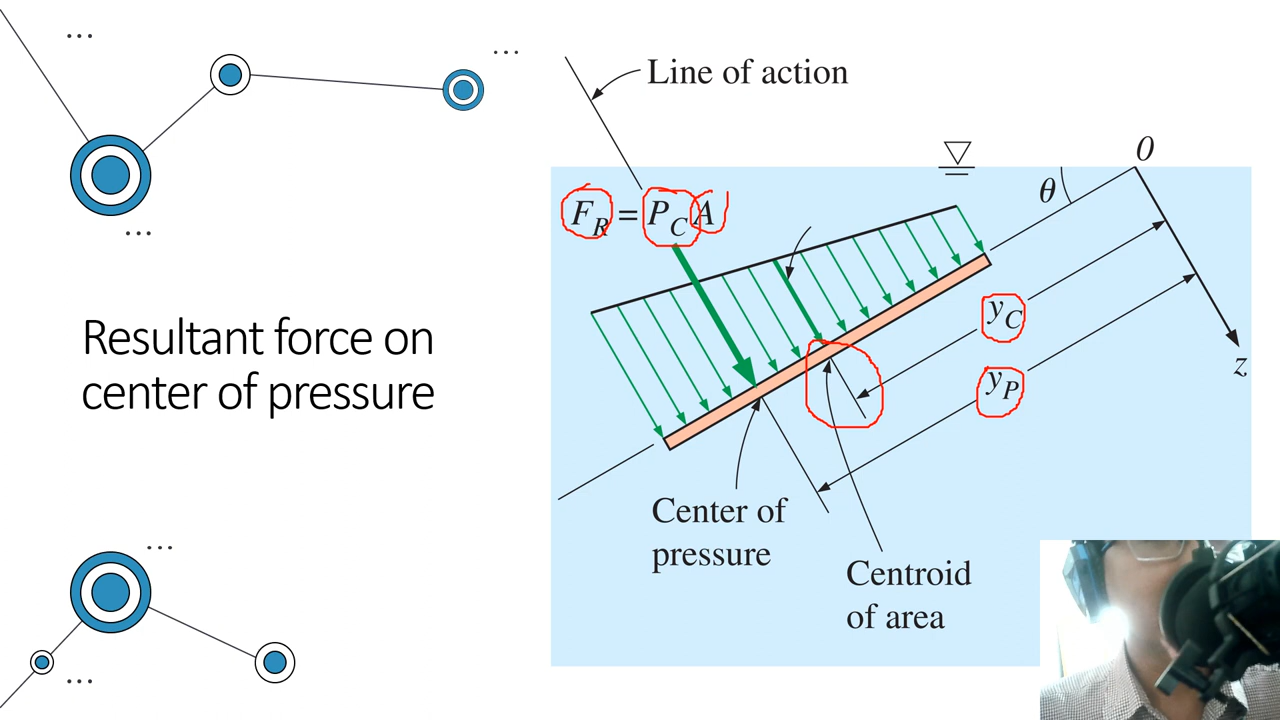 ...
...
...
Resultant force on
center of pressure
...
...
Line of action
0
θ
F_R = P_C A
y_C
y_P
z
Center of
pressure
Centroid
of area